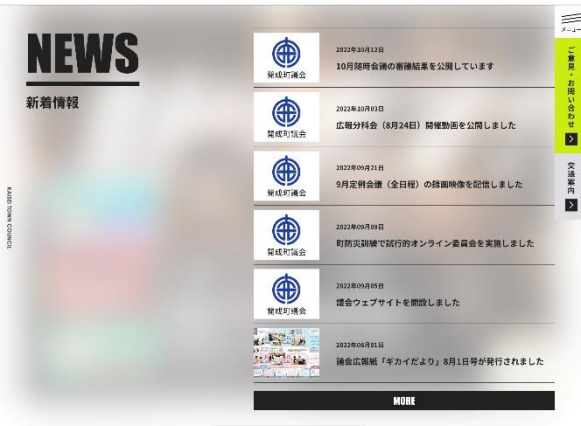 NEWS
新着情報
KAISEI TOWN COUNCIL
開成町議会
2022年10月12日
10月随時会議の審議結果を公開しています
開成町議会
2022年10月03日
広報分科会（8月24日）開催動画を公開しました
開成町議会
2022年09月21日
9月定例会議（全日程）の録画映像を配信しました
開成町議会
2022年09月09日
町防災訓練で試行的オンライン委員会を実施しました
開成町議会
2022年09月05日
議会ウェブサイトを開設しました
2022年08月01日
議会広報紙「ギカイだより」8月1日号が発行されました
MORE
メニュー
ご意見・お問い合わせ
交通案内